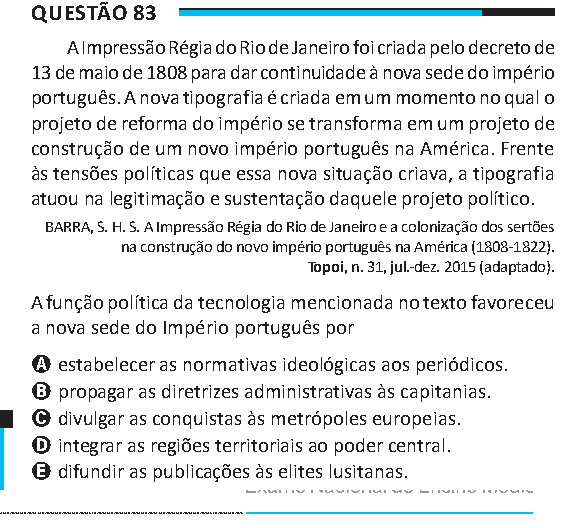 QUESTÃO 83
A Impressão Régia do Rio de Janeiro foi criada pelo decreto de
13 de maio de 1808 para dar continuidade à nova sede do império
português. A nova tipografia é criada em um momento no qual o
projeto de reforma do império se transforma em um projeto de
construção de um novo império português na América. Frente
às tensões políticas que essa nova situação criava, a tipografia
atuou na legitimação e sustentação daquele projeto político.
BARRA, S. H. S. A Impressão Régia do Rio de Janeiro e a colonização dos sertões
na construção do novo império português na América (1808-1822).
Topoi, n. 31, jul.-dez. 2015 (adaptado).
A função política da tecnologia mencionada no texto favoreceu
a nova sede do Império português por
A estabelecer as normativas ideológicas aos periódicos.
B propagar as diretrizes administrativas às capitanias.
C divulgar as conquistas às metrópoles europeias.
D integrar as regiões territoriais ao poder central.
E difundir as publicações às elites lusitanas.